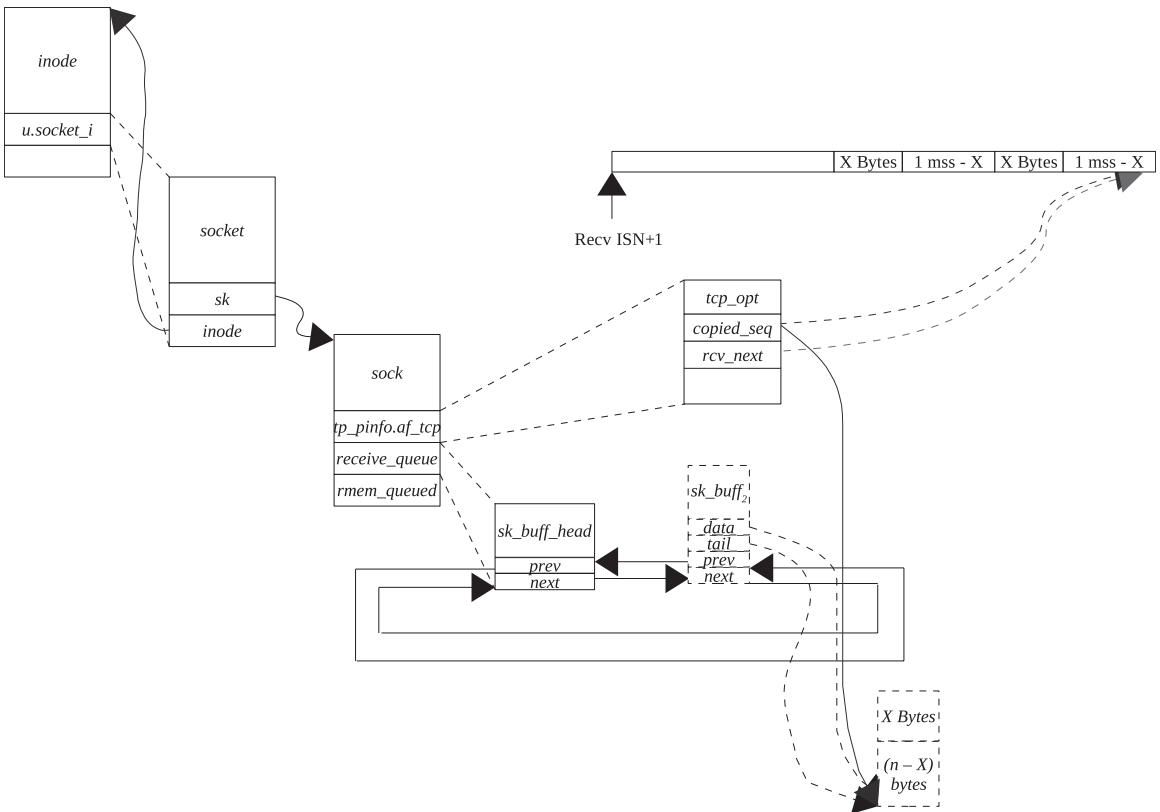 inode
u.socket_i
socket
sk
inode
X Bytes
1 mss - X
X Bytes
1 mss - X
Recv ISN+1
sock
tp_pinfo.af_tcp
receive_queue
rmem_queued
tcp_opt
copied_seq
rcv_next
sk_buff_head
prev
next
sk_buff2
data
tail
prev
next
X Bytes
(n – X)
bytes